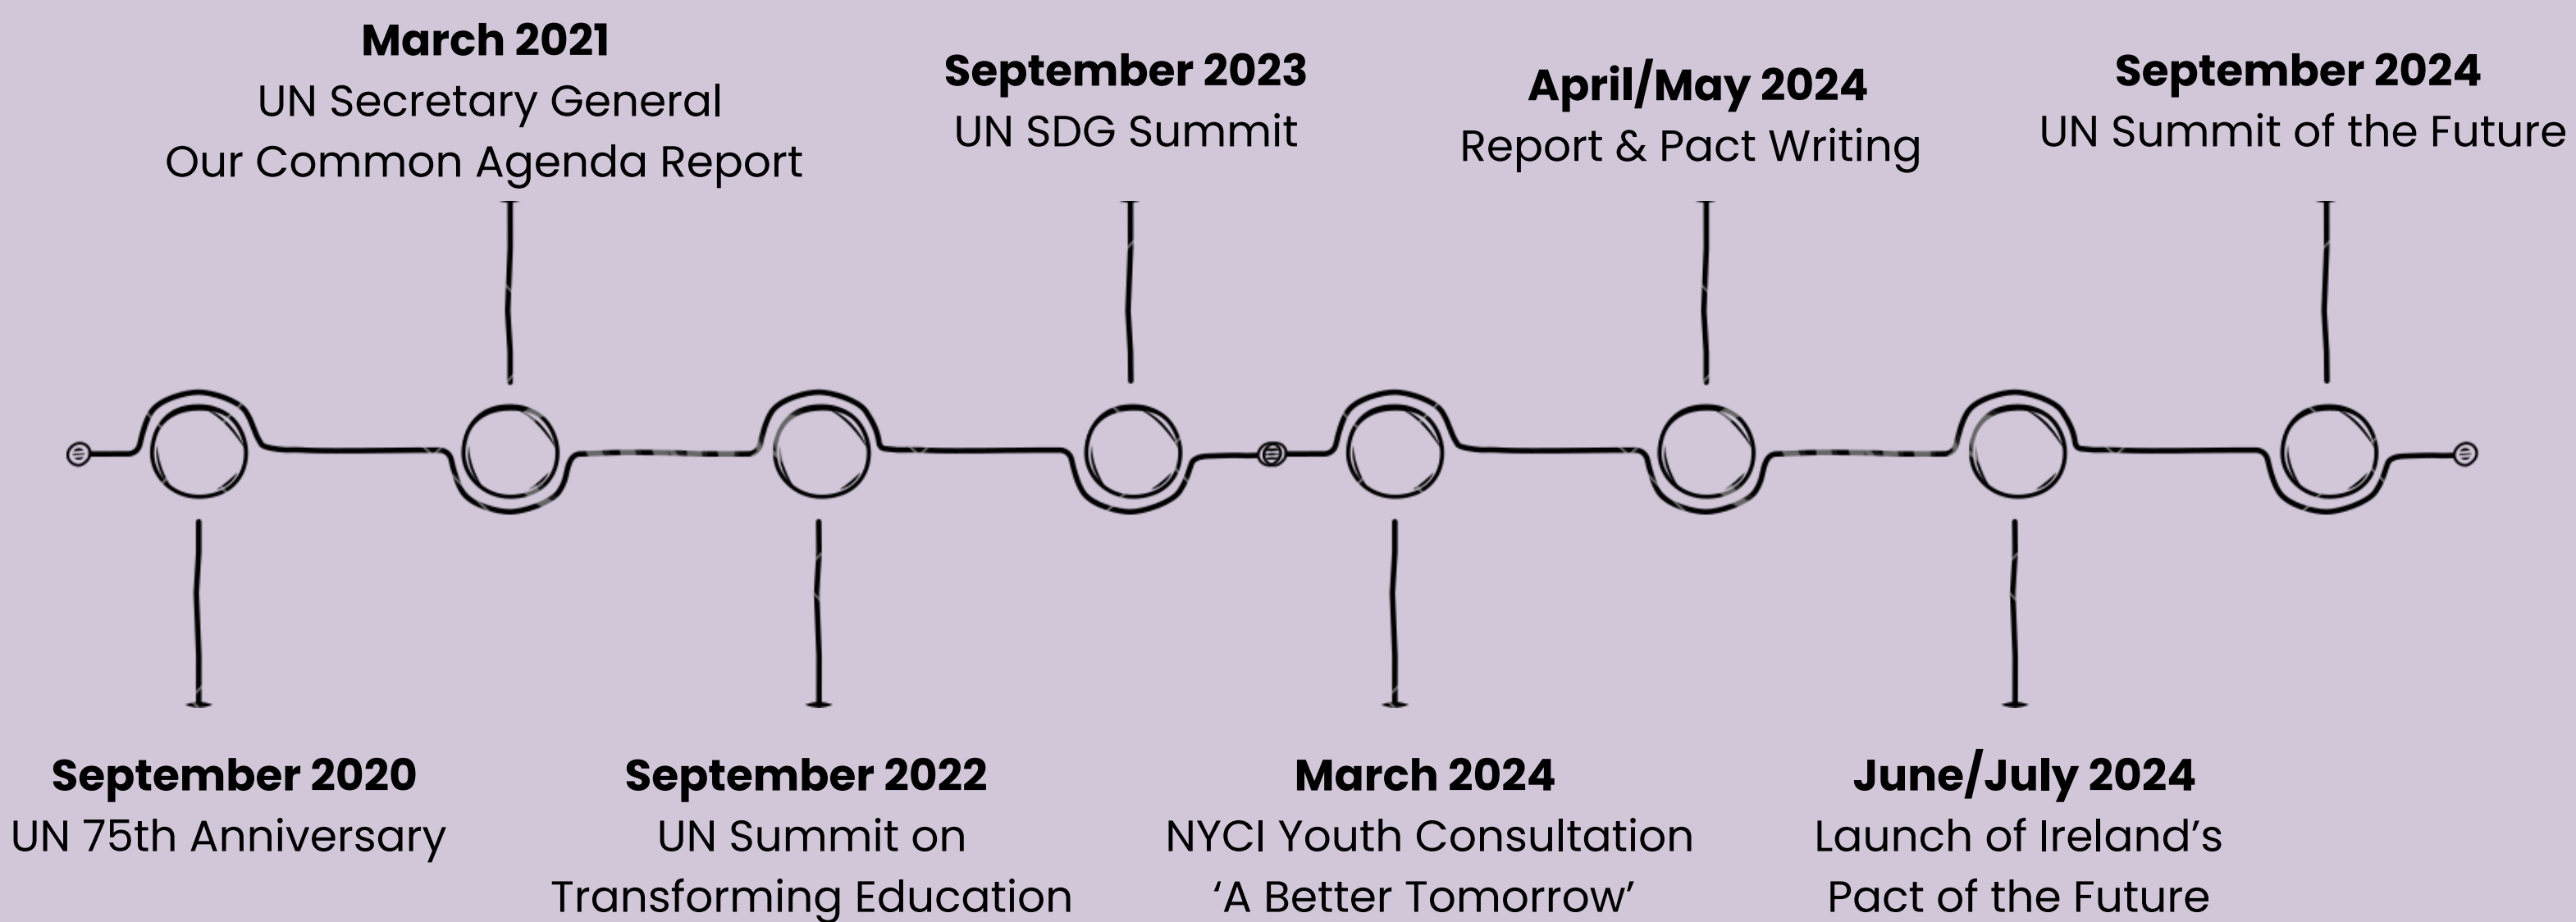 March 2021
UN Secretary General
Our Common Agenda Report
September 2023
UN SDG Summit
April/May 2024
Report & Pact Writing
September 2024
UN Summit of the Future
September 2020
UN 75th Anniversary
September 2022
UN Summit on
Transforming Education
March 2024
NYCI Youth Consultation
‘A Better Tomorrow’
June/July 2024
Launch of Ireland’s
Pact of the Future